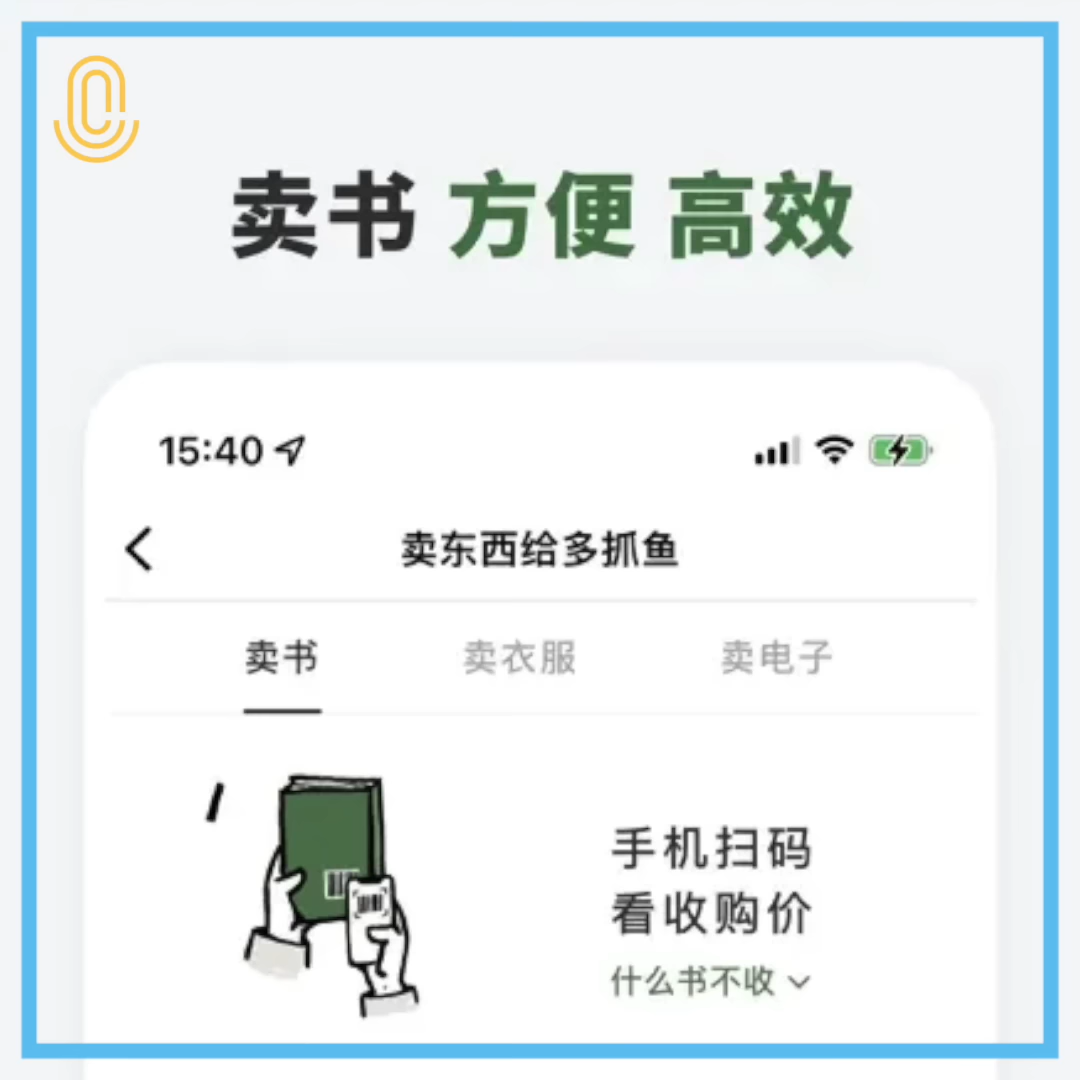 卖书 方便 高效
15:40
卖东西给多抓鱼
卖书 卖衣服 卖电子
手机扫码
看收购价
什么书不收